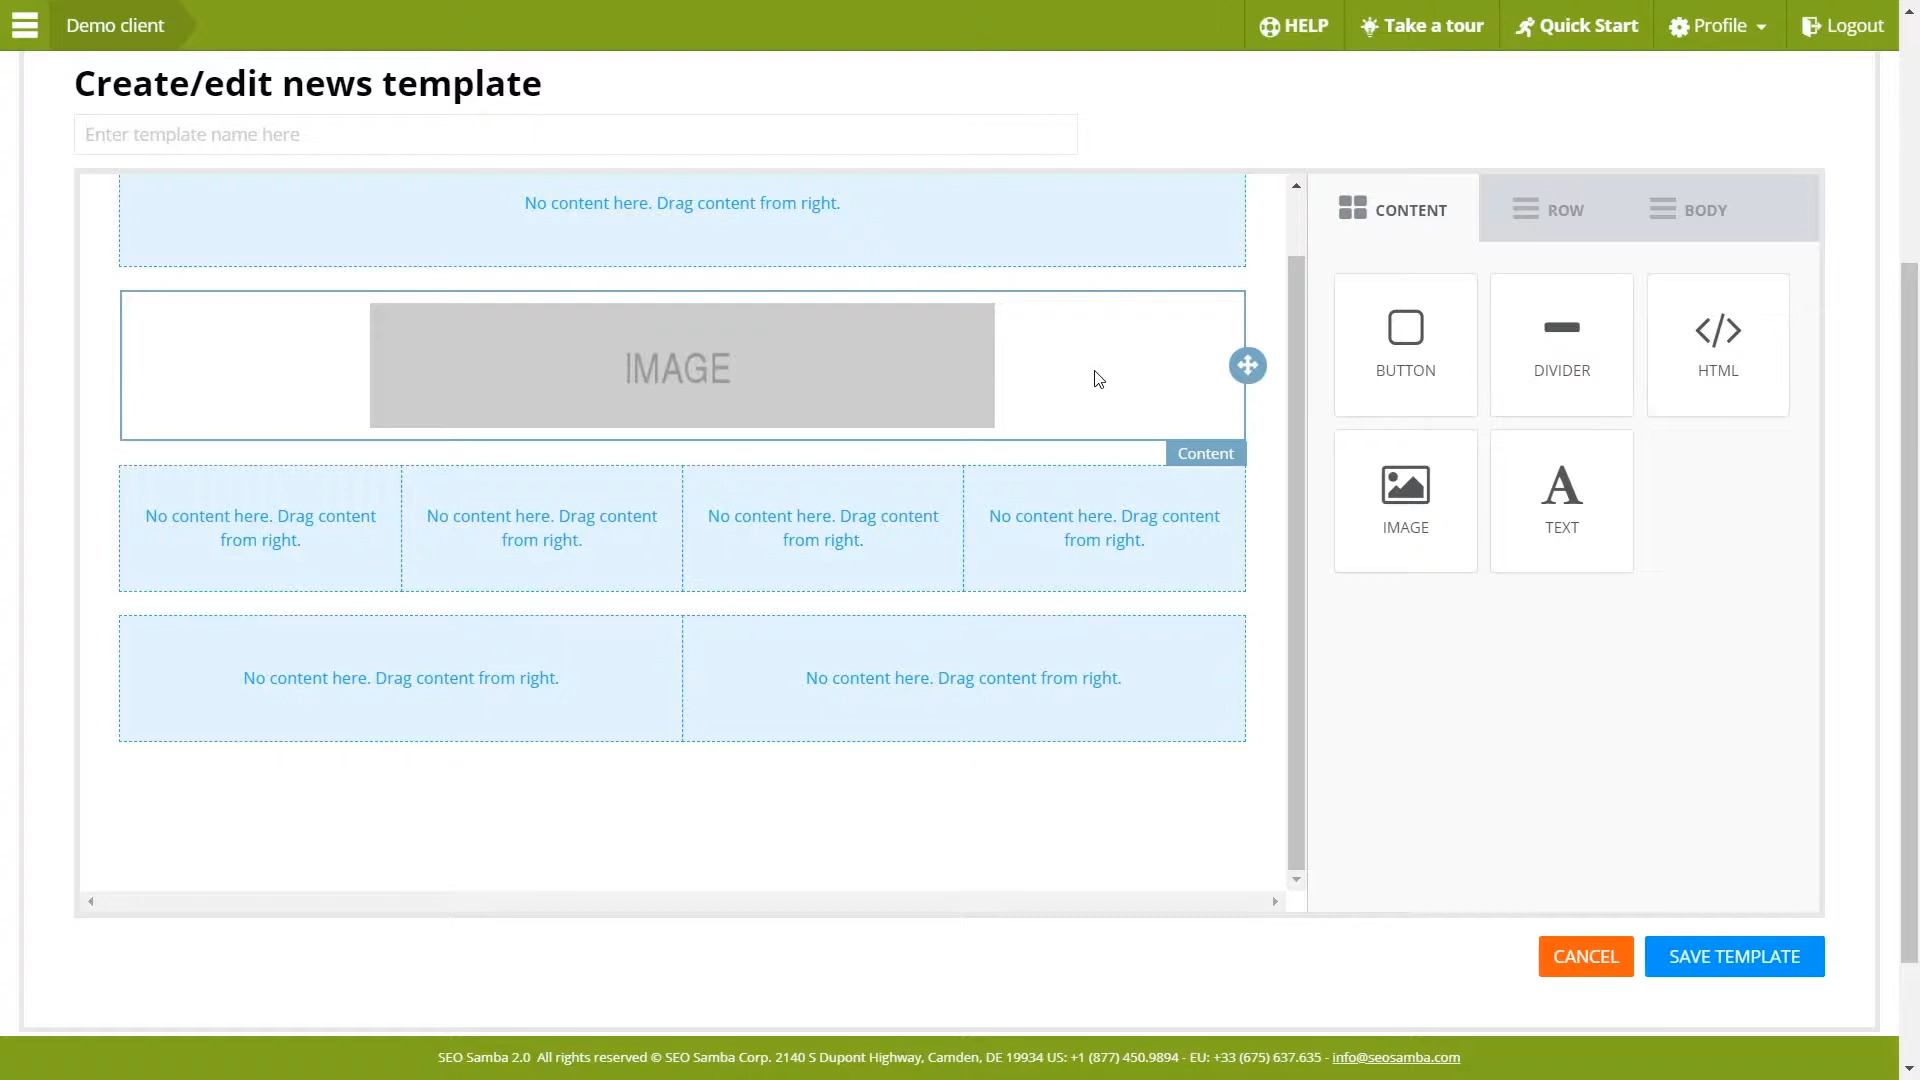 Demo client
HELP
Take a tour
Quick Start
Profile
Logout
Create/edit news template
Enter template name here
No content here. Drag content from right.
CONTENT
ROW
BODY
IMAGE
Content
BUTTON
DIVIDER
HTML
IMAGE
TEXT
No content here. Drag content
from right.
No content here. Drag content
from right.
No content here. Drag content
from right.
No content here. Drag content
from right.
No content here. Drag content from right.
No content here. Drag content from right.
CANCEL
SAVE TEMPLATE
SEO Samba 2.0 All rights reserved © SEO Samba Corp. 2140 S Dupont Highway, Camden, DE 19934 US: +1 (877) 450.9894 - EU: +33 (675) 637.635 - info@seosamba.com